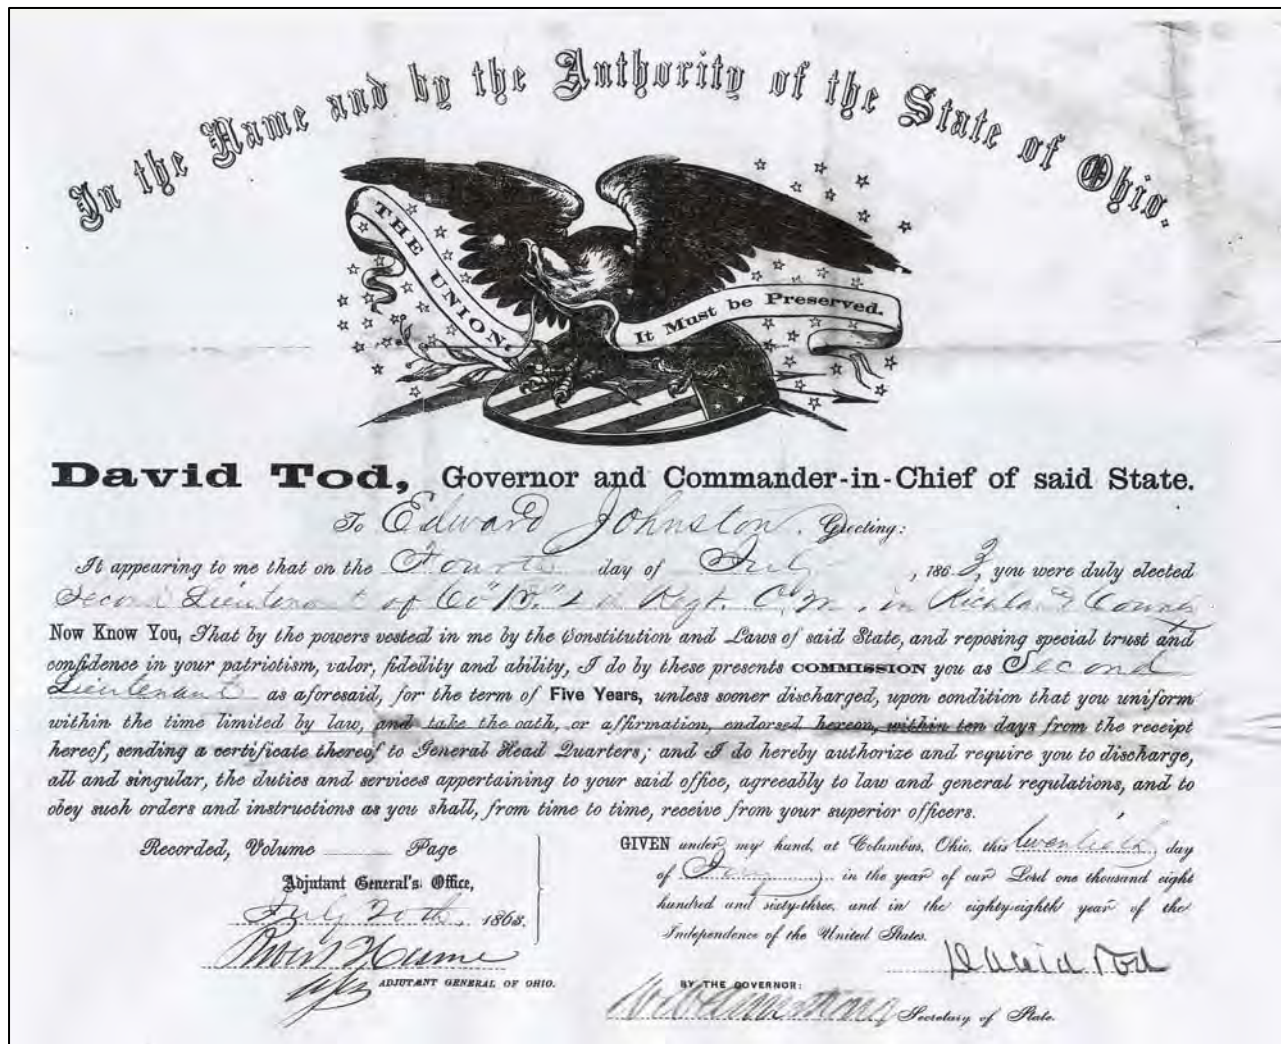 In the Name and by the Authority of the State of Ohio.
THE UNION,
It Must be Preserved.
David Tod, Governor and Commander-in-Chief of said State.
To Edward Johnston, Greeting:
It appearing to me that on the Fourth day of July, 1863, you were duly elected
Second Lieutenant of Co "B," Regt. O.M. in Richland County
Now Know You, That by the powers vested in me by the Constitution and Laws of said State, and reposing special trust and
confidence in your patriotism, valor, fidelity and ability, I do by these presents COMMISSION you as Second
Lieutenant as aforesaid, for the term of Five Years, unless sooner discharged, upon condition that you uniform
within the time limited by law, and take the oath, or affirmation, endorsed hereon, within ten days from the receipt
hereof, sending a certificate thereof to General Head Quarters; and I do hereby authorize and require you to discharge,
all and singular, the duties and services appertaining to your said office, agreeably to law and general regulations, and to
obey such orders and instructions as you shall, from time to time, receive from your superior officers.
Recorded, Volume Page
Adjutant General's Office,
July 20th, 1863.
ADJUTANT GENERAL OF OHIO.
GIVEN under my hand, at Columbus, Ohio, this twentieth day
of July in the year of our Lord one thousand eight
hundred and sixty-three, and in the eighty-eighth year of the
Independence of the United States.
David Tod
BY THE GOVERNOR:
Secretary of State.